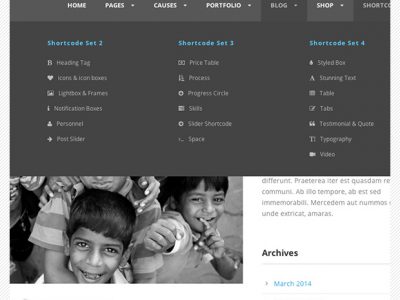 HOME PAGES CAUSES PORTFOLIO BLOG SHOP SHORTCO
Shortcode Set 2
Heading Tag
Icons & Icon boxes
Lightbox & Frames
Notification Boxes
Personnel
Post Slider
Shortcode Set 3
Price Table
Process
Progress Circle
Skills
Slider Shortcode
Space
Shortcode Set 4
Styled Box
Stunning Text
Table
Tabs
Testimonial & Quote
Typography
Video
differunt. Praeterea iter est quasdam re
communi. Ab illo tempore, ab est sed
immemorabili. Mercedem aut nummos
unde extricat, amaras.
Archives
March 2014